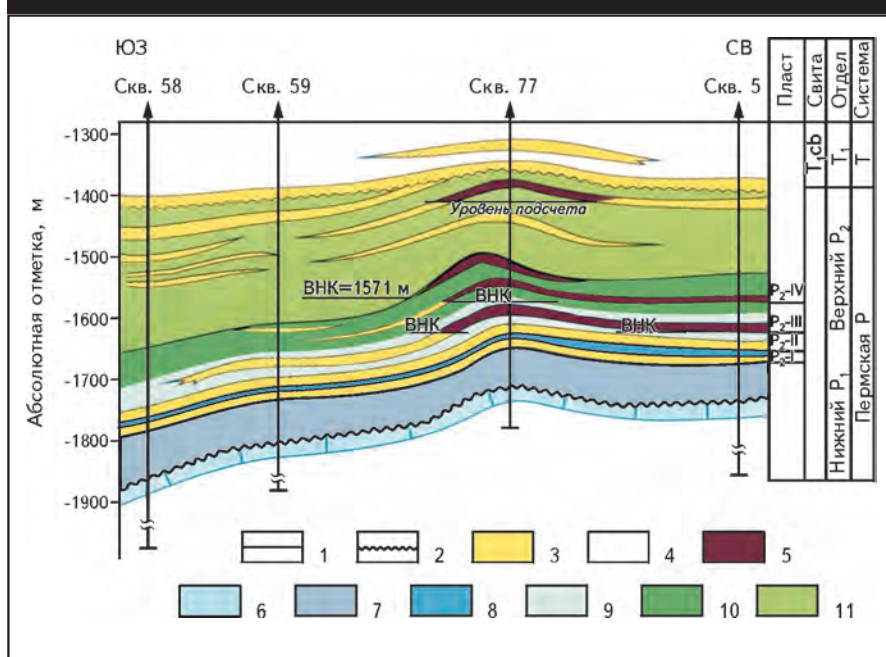 ЮЗ
СВ
Скв. 58
Скв. 59
Скв. 77
Скв. 5
Пласт
Свита
Отдел
Система
Абсолютная отметка, м
-1300
-1400
-1500
-1600
-1700
-1800
-1900
T₁cb
T₁
T
Уровень подсчета
ВНК=1571 м
ВНК
ВНК
ВНК
P₂-IV
P₂-III
P₂-II
Верхний P₂
Нижний P₁
Пермская P
1
2
3
4
5
6
7
8
9
10
11